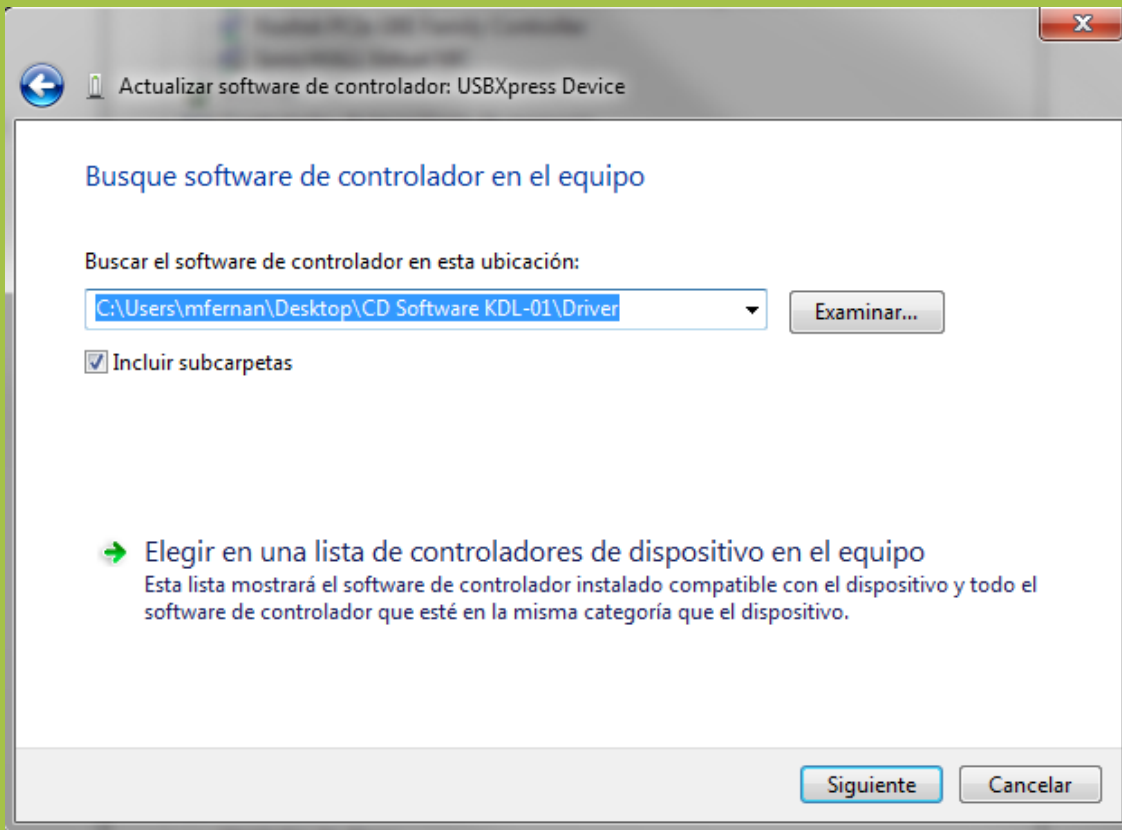 Actualizar software de controlador: USBXpress Device
Busque software de controlador en el equipo
Buscar el software de controlador en esta ubicación:
C:\Users\mfernan\Desktop\CD Software KDL-01\Driver
Examinar...
Incluir subcarpetas
Elegir en una lista de controladores de dispositivo en el equipo
Esta lista mostrará el software de controlador instalado compatible con el dispositivo y todo el
software de controlador que esté en la misma categoría que el dispositivo.
Siguiente
Cancelar